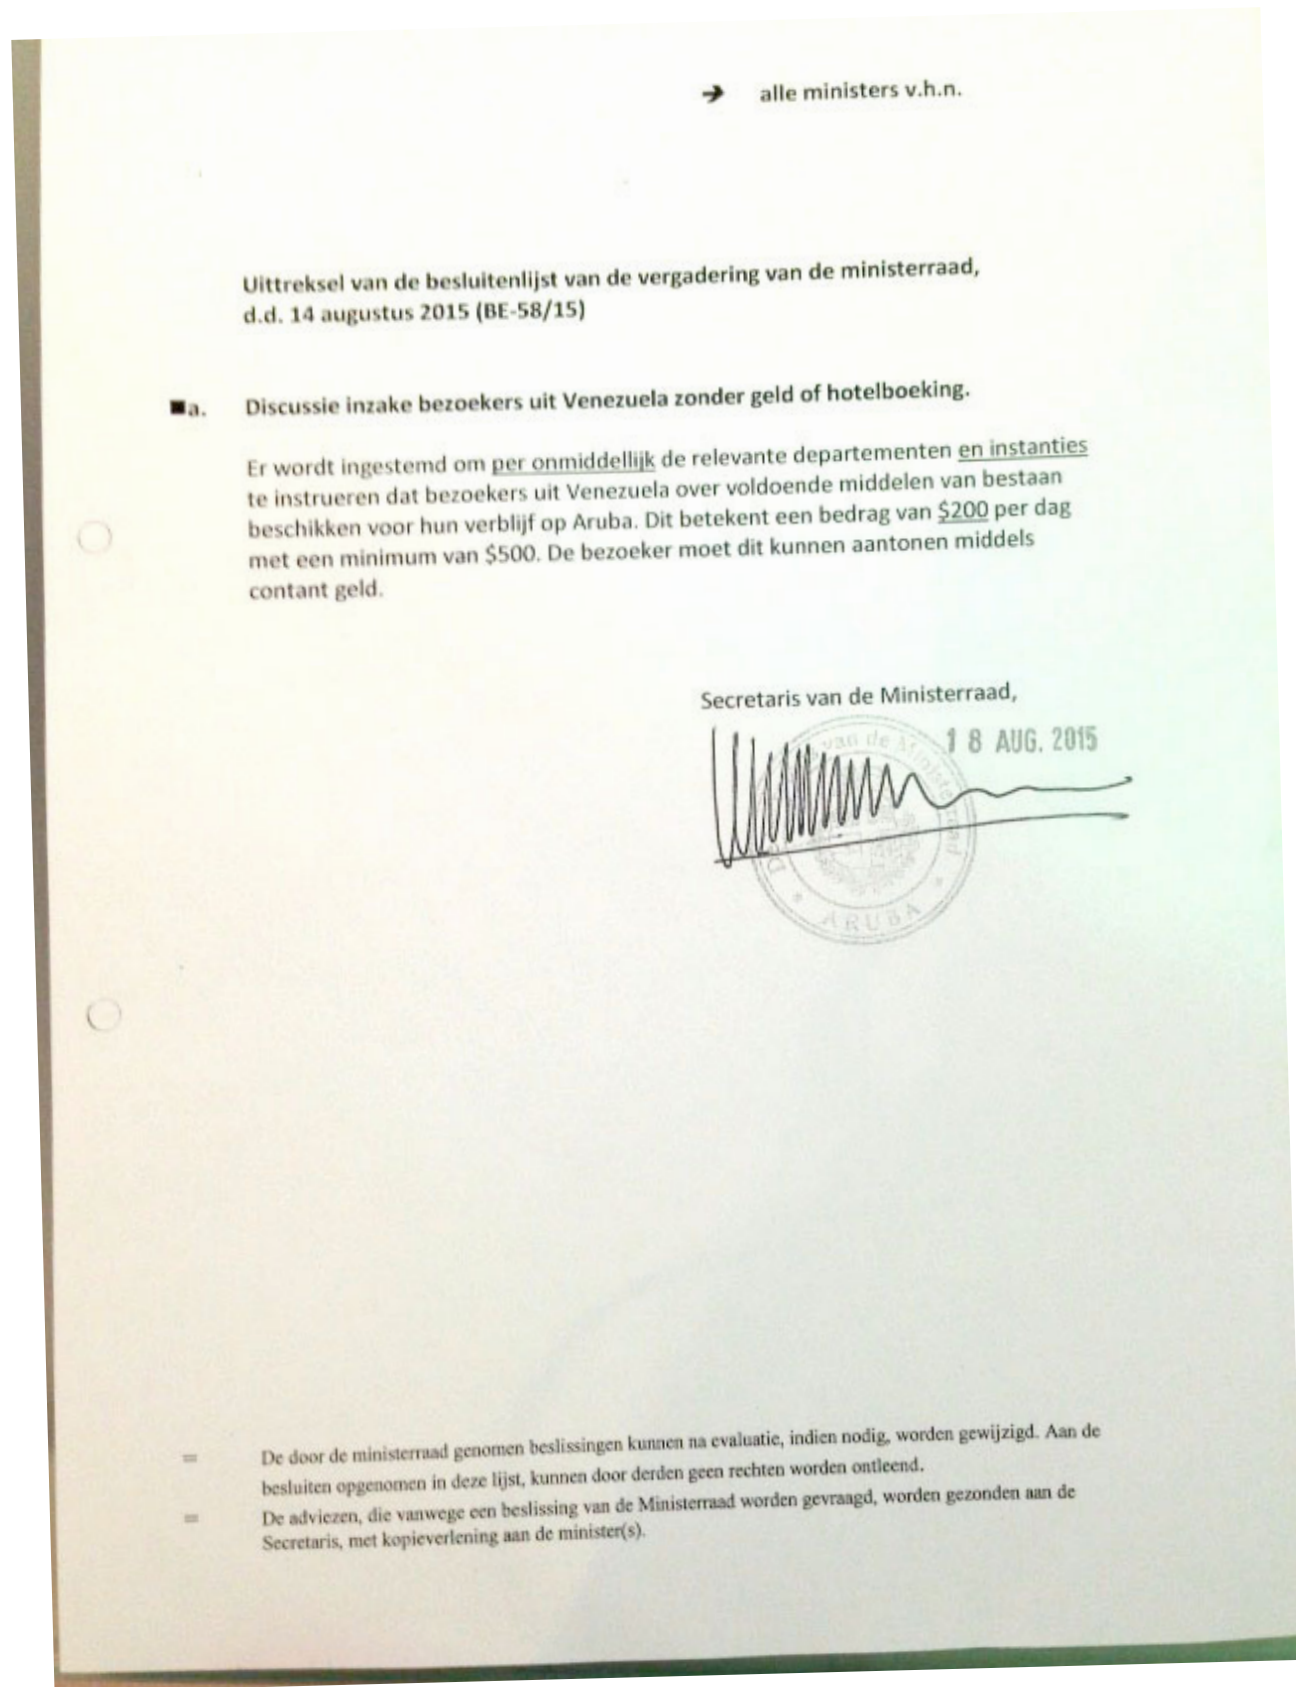 ➔ alle ministers v.h.n.
Uittreksel van de besluitenlijst van de vergadering van de ministerraad,
d.d. 14 augustus 2015 (BE-58/15)
■a. Discussie inzake bezoekers uit Venezuela zonder geld of hotelboeking.
Er wordt ingestemd om per onmiddellijk de relevante departementen en instanties
te instrueren dat bezoekers uit Venezuela over voldoende middelen van bestaan
beschikken voor hun verblijf op Aruba. Dit betekent een bedrag van $200 per dag
met een minimum van $500. De bezoeker moet dit kunnen aantonen middels
contant geld.
Secretaris van de Ministerraad,
18 AUG. 2015
van de Ministerraad
ARUBA
= De door de ministerraad genomen beslissingen kunnen na evaluatie, indien nodig, worden gewijzigd. Aan de
besluiten opgenomen in deze lijst, kunnen door derden geen rechten worden ontleend.
= De adviezen, die vanwege een beslissing van de Ministerraad worden gevraagd, worden gezonden aan de
Secretaris, met kopieverlening aan de minister(s).